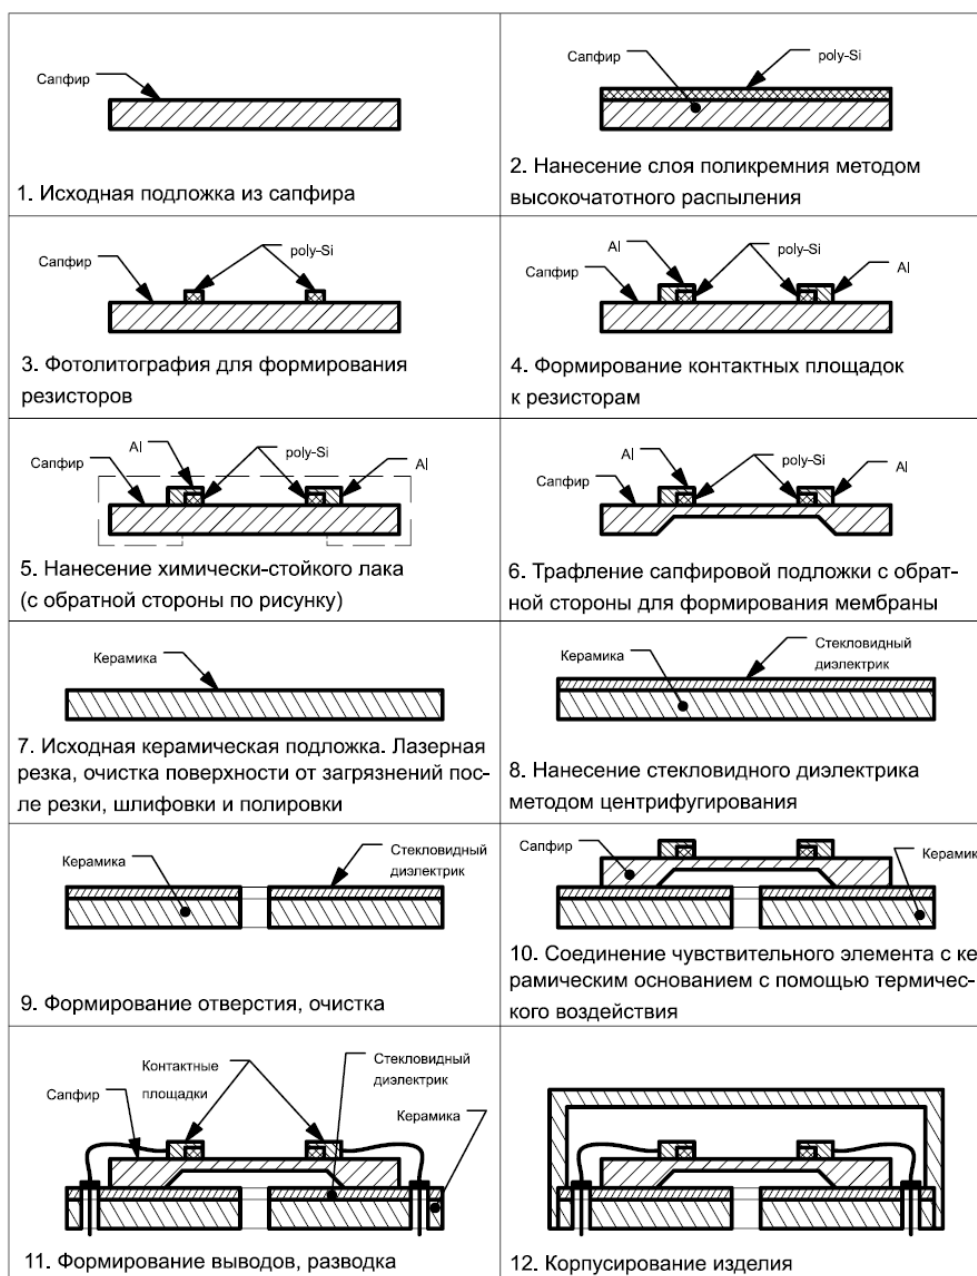 Сапфир
1. Исходная подложка из сапфира
Сапфир
poly-Si
2. Нанесение слоя поликремния методом
высокочатотного распыления
Сапфир
poly-Si
3. Фотолитография для формирования
резисторов
Al
poly-Si
Al
Сапфир
4. Формирование контактных площадок
к резисторам
Al
poly-Si
Al
Сапфир
5. Нанесение химически-стойкого лака
(с обратной стороны по рисунку)
Al
poly-Si
Al
Сапфир
6. Трафление сапфировой подложки с обрат-
ной стороны для формирования мембраны
Керамика
7. Исходная керамическая подложка. Лазерная
резка, очистка поверхности от загрязнений пос-
ле резки, шлифовки и полировки
Керамика
Стекловидный
диэлектрик
8. Нанесение стекловидного диэлектрика
методом центрифугирования
Керамика
Стекловидный
диэлектрик
9. Формирование отверстия, очистка
Сапфир
Керамик
10. Соединение чувствительного элемента с ке
рамическим основанием с помощью термичес-
кого воздействия
Контактные
площадки
Стекловидный
диэлектрик
Сапфир
Керамика
11. Формирование выводов, разводка
12. Корпусирование изделия